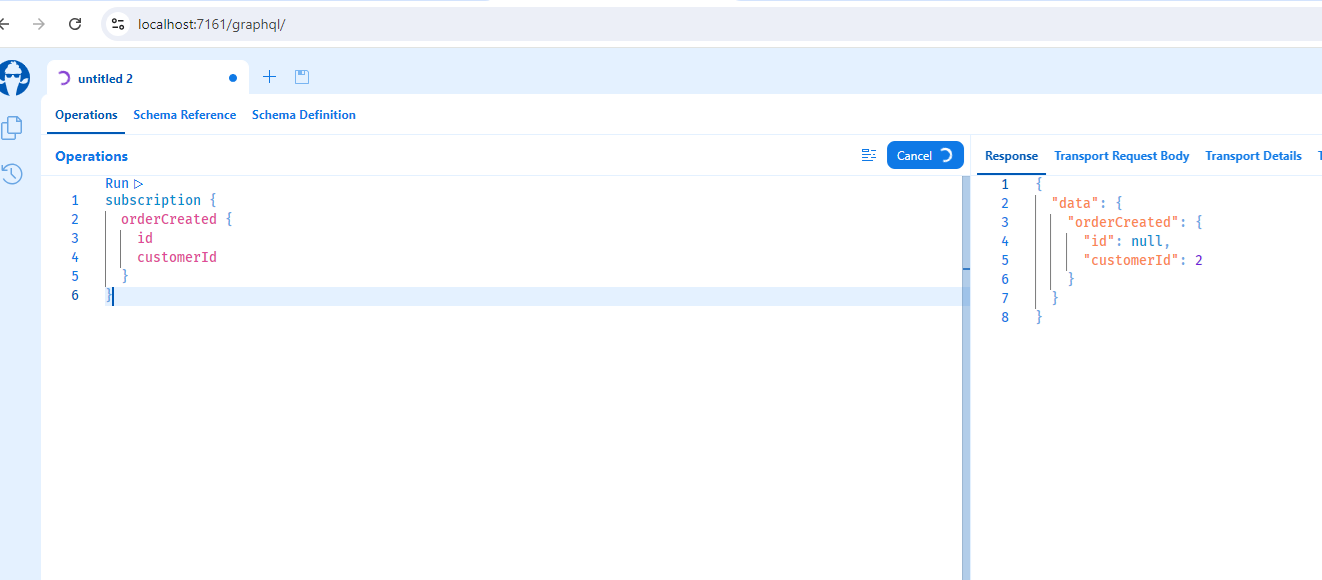 localhost:7161/graphql/
untitled 2
Operations Schema Reference Schema Definition
Operations
Cancel
Run ▷
1 subscription {
2 orderCreated {
3 id
4 customerId
5 }
6 }
Response Transport Request Body Transport Details
1 {
2 "data": {
3 "orderCreated": {
4 "id": null,
5 "customerId": 2
6 }
7 }
8 }